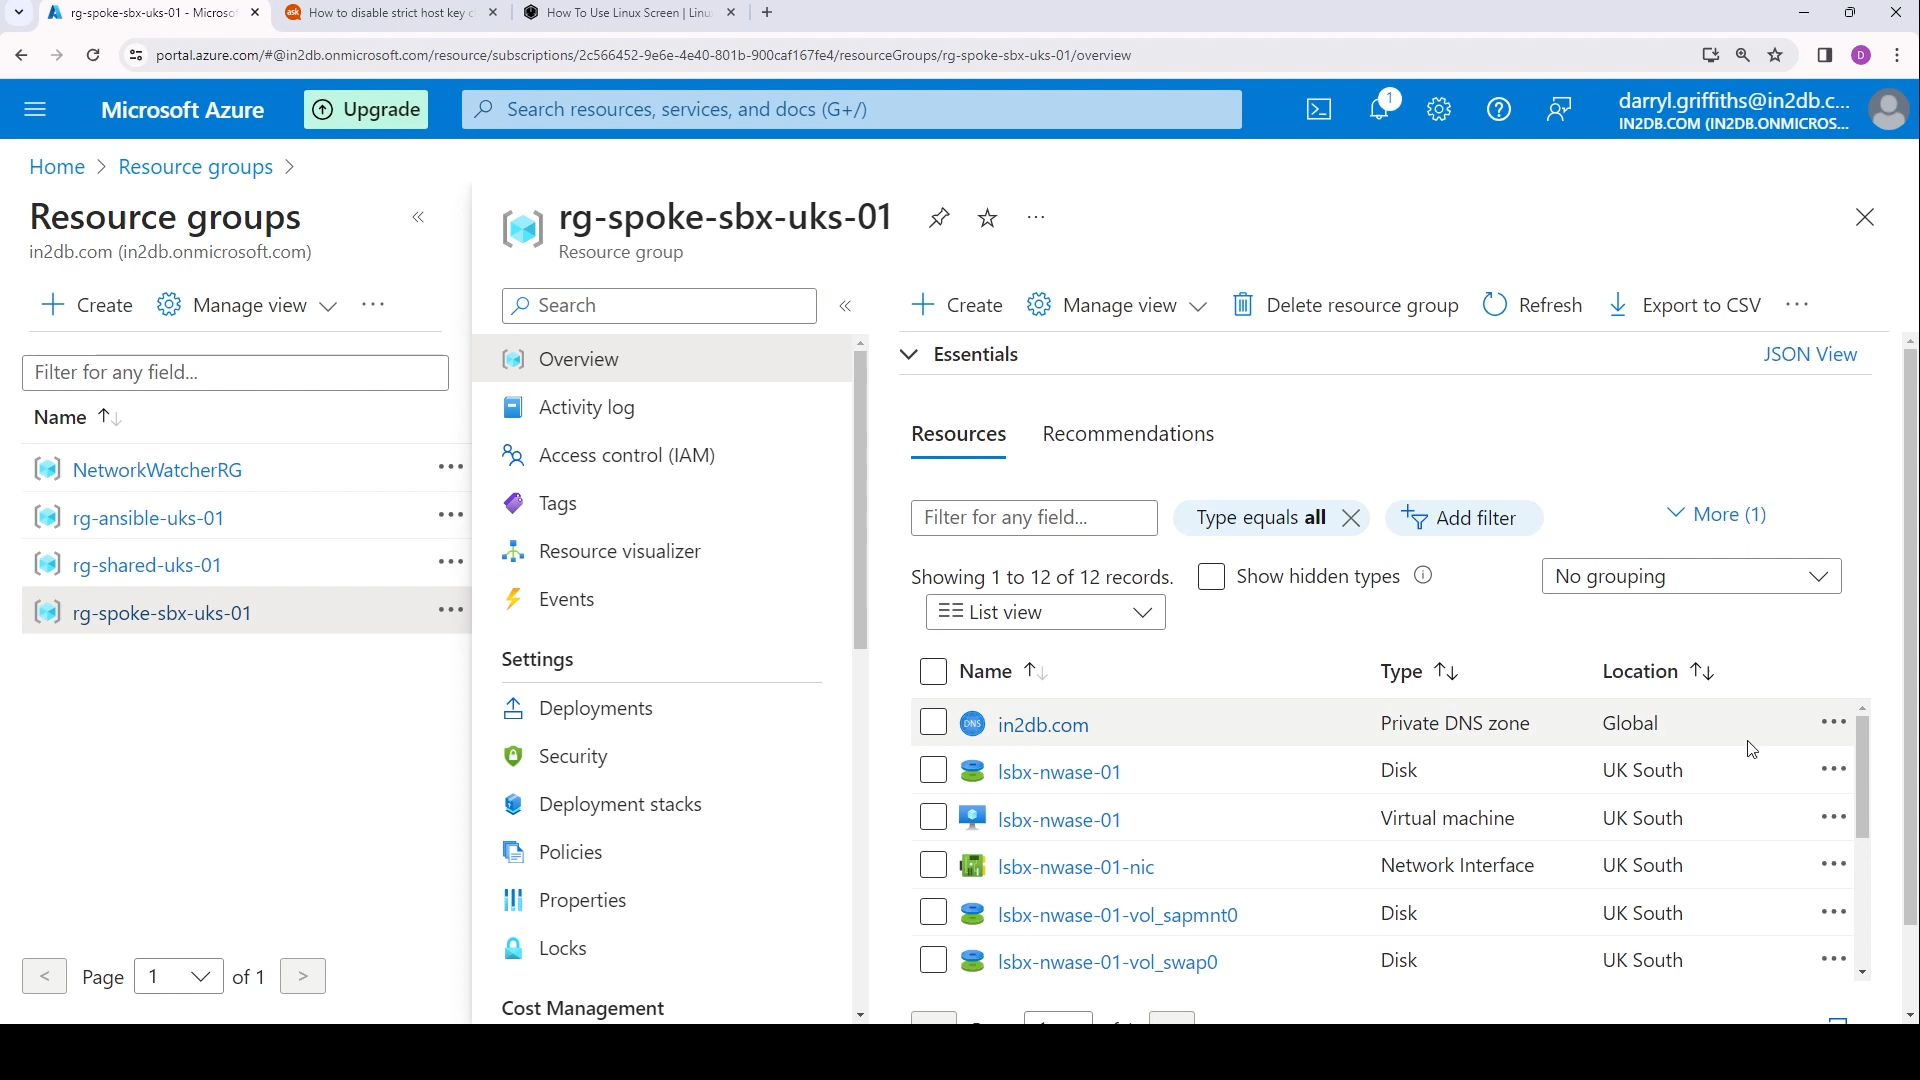 rg-spoke-sbx-uks-01 - Microsof
How to disable strict host key c
How To Use Linux Screen | Linu
portal.azure.com/#@in2db.onmicrosoft.com/resource/subscriptions/2c566452-9e6e-4e40-801b-900caf167fe4/resourceGroups/rg-spoke-sbx-uks-01/overview
D
Microsoft Azure
Upgrade
Search resources, services, and docs (G+/)
1
darryl.griffiths@in2db.c...
IN2DB.COM (IN2DB.ONMICROS...
Home > Resource groups >
Resource groups
in2db.com (in2db.onmicrosoft.com)
Create
Manage view
Filter for any field...
Name
NetworkWatcherRG
rg-ansible-uks-01
rg-shared-uks-01
rg-spoke-sbx-uks-01
< Page 1 of 1 >
rg-spoke-sbx-uks-01
Resource group
Search
Overview
Activity log
Access control (IAM)
Tags
Resource visualizer
Events
Settings
Deployments
Security
Deployment stacks
Policies
Properties
Locks
Cost Management
Create
Manage view
Delete resource group
Refresh
Export to CSV
Essentials
JSON View
Resources
Recommendations
Filter for any field...
Type equals all
Add filter
More (1)
Showing 1 to 12 of 12 records.
Show hidden types
No grouping
List view
Name Type Location
in2db.com Private DNS zone Global
lsbx-nwase-01 Disk UK South
lsbx-nwase-01 Virtual machine UK South
lsbx-nwase-01-nic Network Interface UK South
lsbx-nwase-01-vol_sapmnt0 Disk UK South
lsbx-nwase-01-vol_swap0 Disk UK South